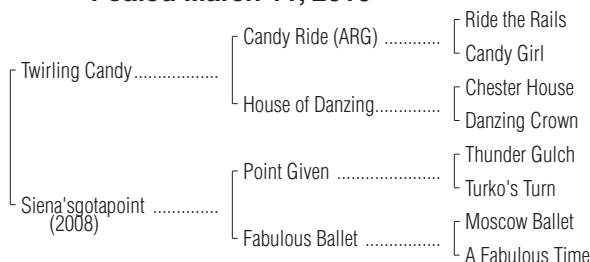 Foaled March 11, 2016
Ride the Rails
Candy Ride (ARG) ............
Candy Girl
Twirling Candy..................
Chester House
House of Danzing.............
Danzing Crown
Thunder Gulch
Point Given ......................
Turko's Turn
Siena'sgotapoint ..............
(2008)
Moscow Ballet
Fabulous Ballet ................
A Fabulous Time